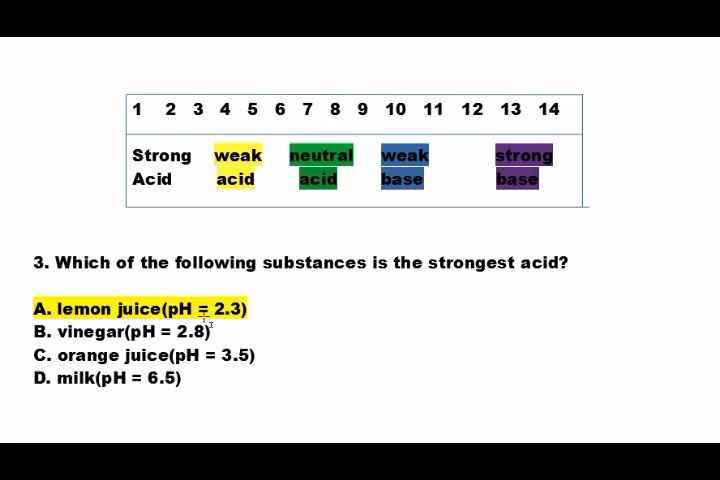 1 2 3 4 5 6 7 8 9 10 11 12 13 14
Strong weak neutral weak strong
Acid acid acid base base
3. Which of the following substances is the strongest acid?
A. lemon juice(pH = 2.3)
B. vinegar(pH = 2.8)
C. orange juice(pH = 3.5)
D. milk(pH = 6.5)